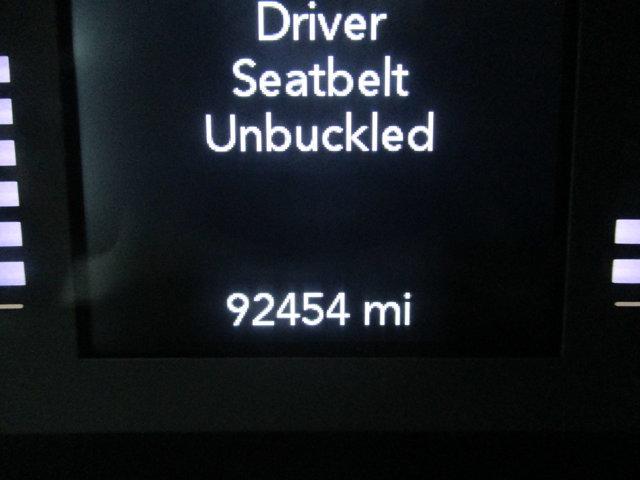 Driver
Seatbelt
Unbuckled
92454 mi